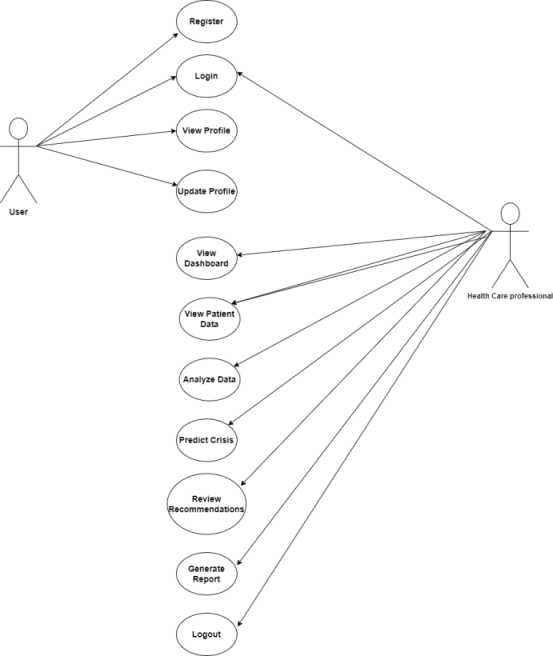 Register
Login
View Profile
Update Profile
User
View
Dashboard
Health Care professional
View Patient
Data
Analyze Data
Predict Crisis
Review
Recommendations
Generate
Report
Logout